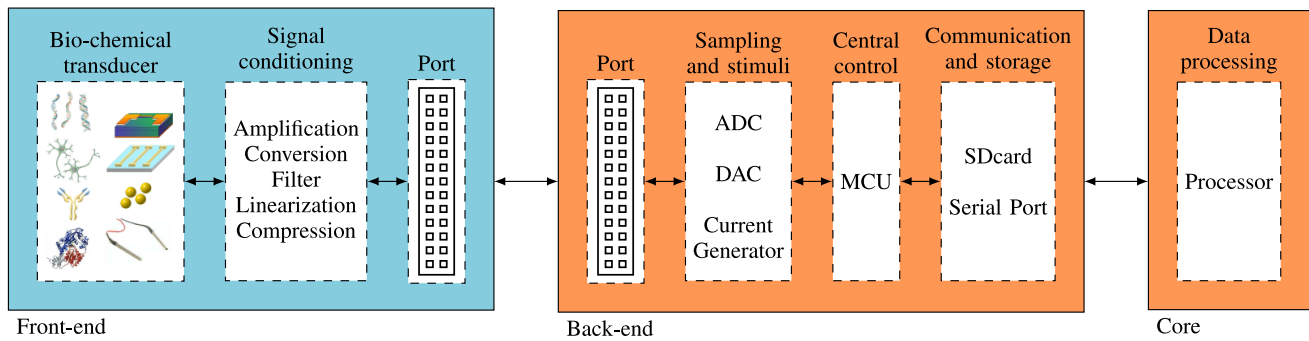 Bio-chemical
transducer
Signal
conditioning
Port
Amplification
Conversion
Filter
Linearization
Compression
Front-end
Port
Sampling
and stimuli
ADC
DAC
Current
Generator
Central
control
MCU
Communication
and storage
SDcard
Serial Port
Back-end
Data
processing
Processor
Core